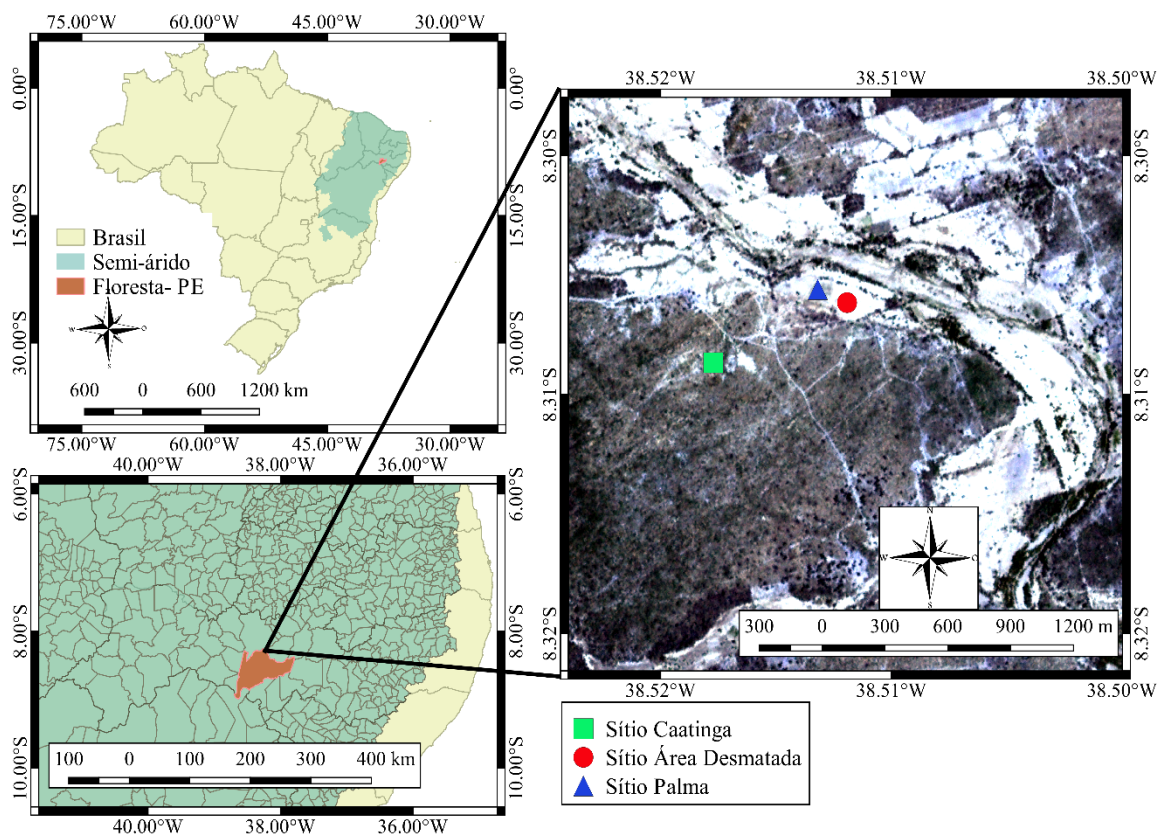 75.00°W 60.00°W 45.00°W 30.00°W
0.00°
15.00°S
30.00°S
0.00°
15.00°S
30.00°S
Brasil
Semi-árido
Floresta- PE
W O
S
600 0 600 1200 km
75.00°W 60.00°W 45.00°W 30.00°W
40.00°W 38.00°W 36.00°W
6.00°S
8.00°S
10.00°S
6.00°S
8.00°S
10.00°S
100 0 100 200 300 400 km
40.00°W 38.00°W 36.00°W
38.52°W 38.51°W 38.50°W
8.30°S
8.31°S
8.32°S
8.30°S
8.31°S
8.32°S
N
W O
S
300 0 300 600 900 1200 m
38.52°W 38.51°W 38.50°W
Sítio Caatinga
Sítio Área Desmatada
Sítio Palma